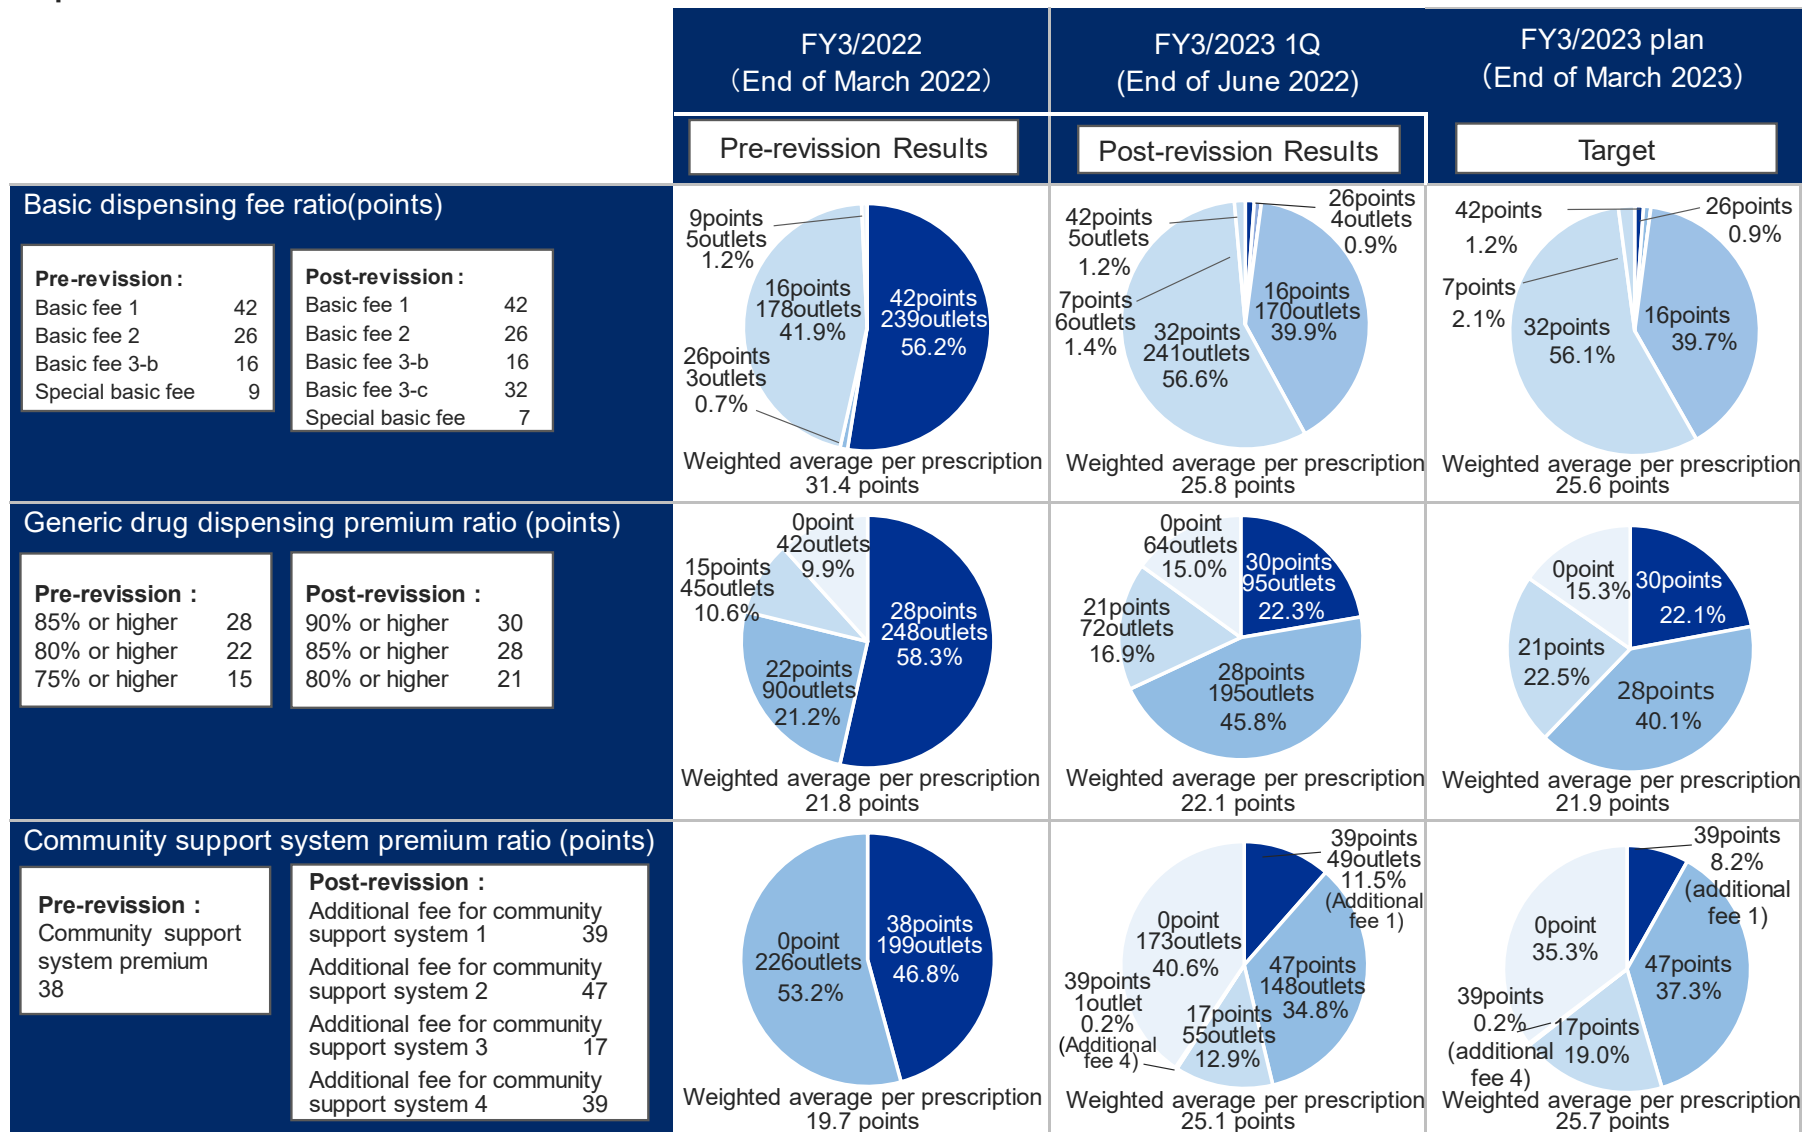 FY3/2022
（End of March 2022）
FY3/2023 1Q
(End of June 2022)
FY3/2023 plan
（End of March 2023）
Pre-revission Results
Post-revission Results
Target
Basic dispensing fee ratio(points)
Pre-revission :
Basic fee 1 42
Basic fee 2 26
Basic fee 3-b 16
Special basic fee 9
Post-revission :
Basic fee 1 42
Basic fee 2 26
Basic fee 3-b 16
Basic fee 3-c 32
Special basic fee 7
9points
5outlets
1.2%
16points
178outlets
41.9%
42points
239outlets
56.2%
26points
3outlets
0.7%
Weighted average per prescription
31.4 points
42points
5outlets
1.2%
26points
4outlets
0.9%
7points
6outlets
1.4%
16points
170outlets
39.9%
32points
241outlets
56.6%
Weighted average per prescription
25.8 points
42points
1.2%
26points
0.9%
7points
2.1%
32points
56.1%
16points
39.7%
Weighted average per prescription
25.6 points
Generic drug dispensing premium ratio (points)
Pre-revission :
85% or higher 28
80% or higher 22
75% or higher 15
Post-revission :
90% or higher 30
85% or higher 28
80% or higher 21
0point
42outlets
9.9%
15points
45outlets
10.6%
28points
248outlets
58.3%
22points
90outlets
21.2%
Weighted average per prescription
21.8 points
0point
64outlets
15.0%
30points
95outlets
22.3%
21points
72outlets
16.9%
28points
195outlets
45.8%
Weighted average per prescription
22.1 points
0point
15.3%
30points
22.1%
21points
22.5%
28points
40.1%
Weighted average per prescription
21.9 points
Community support system premium ratio (points)
Pre-revission :
Community support
system premium
38
Post-revission :
Additional fee for community
support system 1 39
Additional fee for community
support system 2 47
Additional fee for community
support system 3 17
Additional fee for community
support system 4 39
0point
226outlets
53.2%
38points
199outlets
46.8%
Weighted average per prescription
19.7 points
39points
49outlets
11.5%
(Additional
fee 1)
0point
173outlets
40.6%
47points
148outlets
34.8%
39points
1outlet
0.2%
(Additional
fee 4)
17points
55outlets
12.9%
Weighted average per prescription
25.1 points
39points
8.2%
(additional
fee 1)
0point
35.3%
47points
37.3%
39points
0.2%
(additional
fee 4)
17points
19.0%
Weighted average per prescription
25.7 points